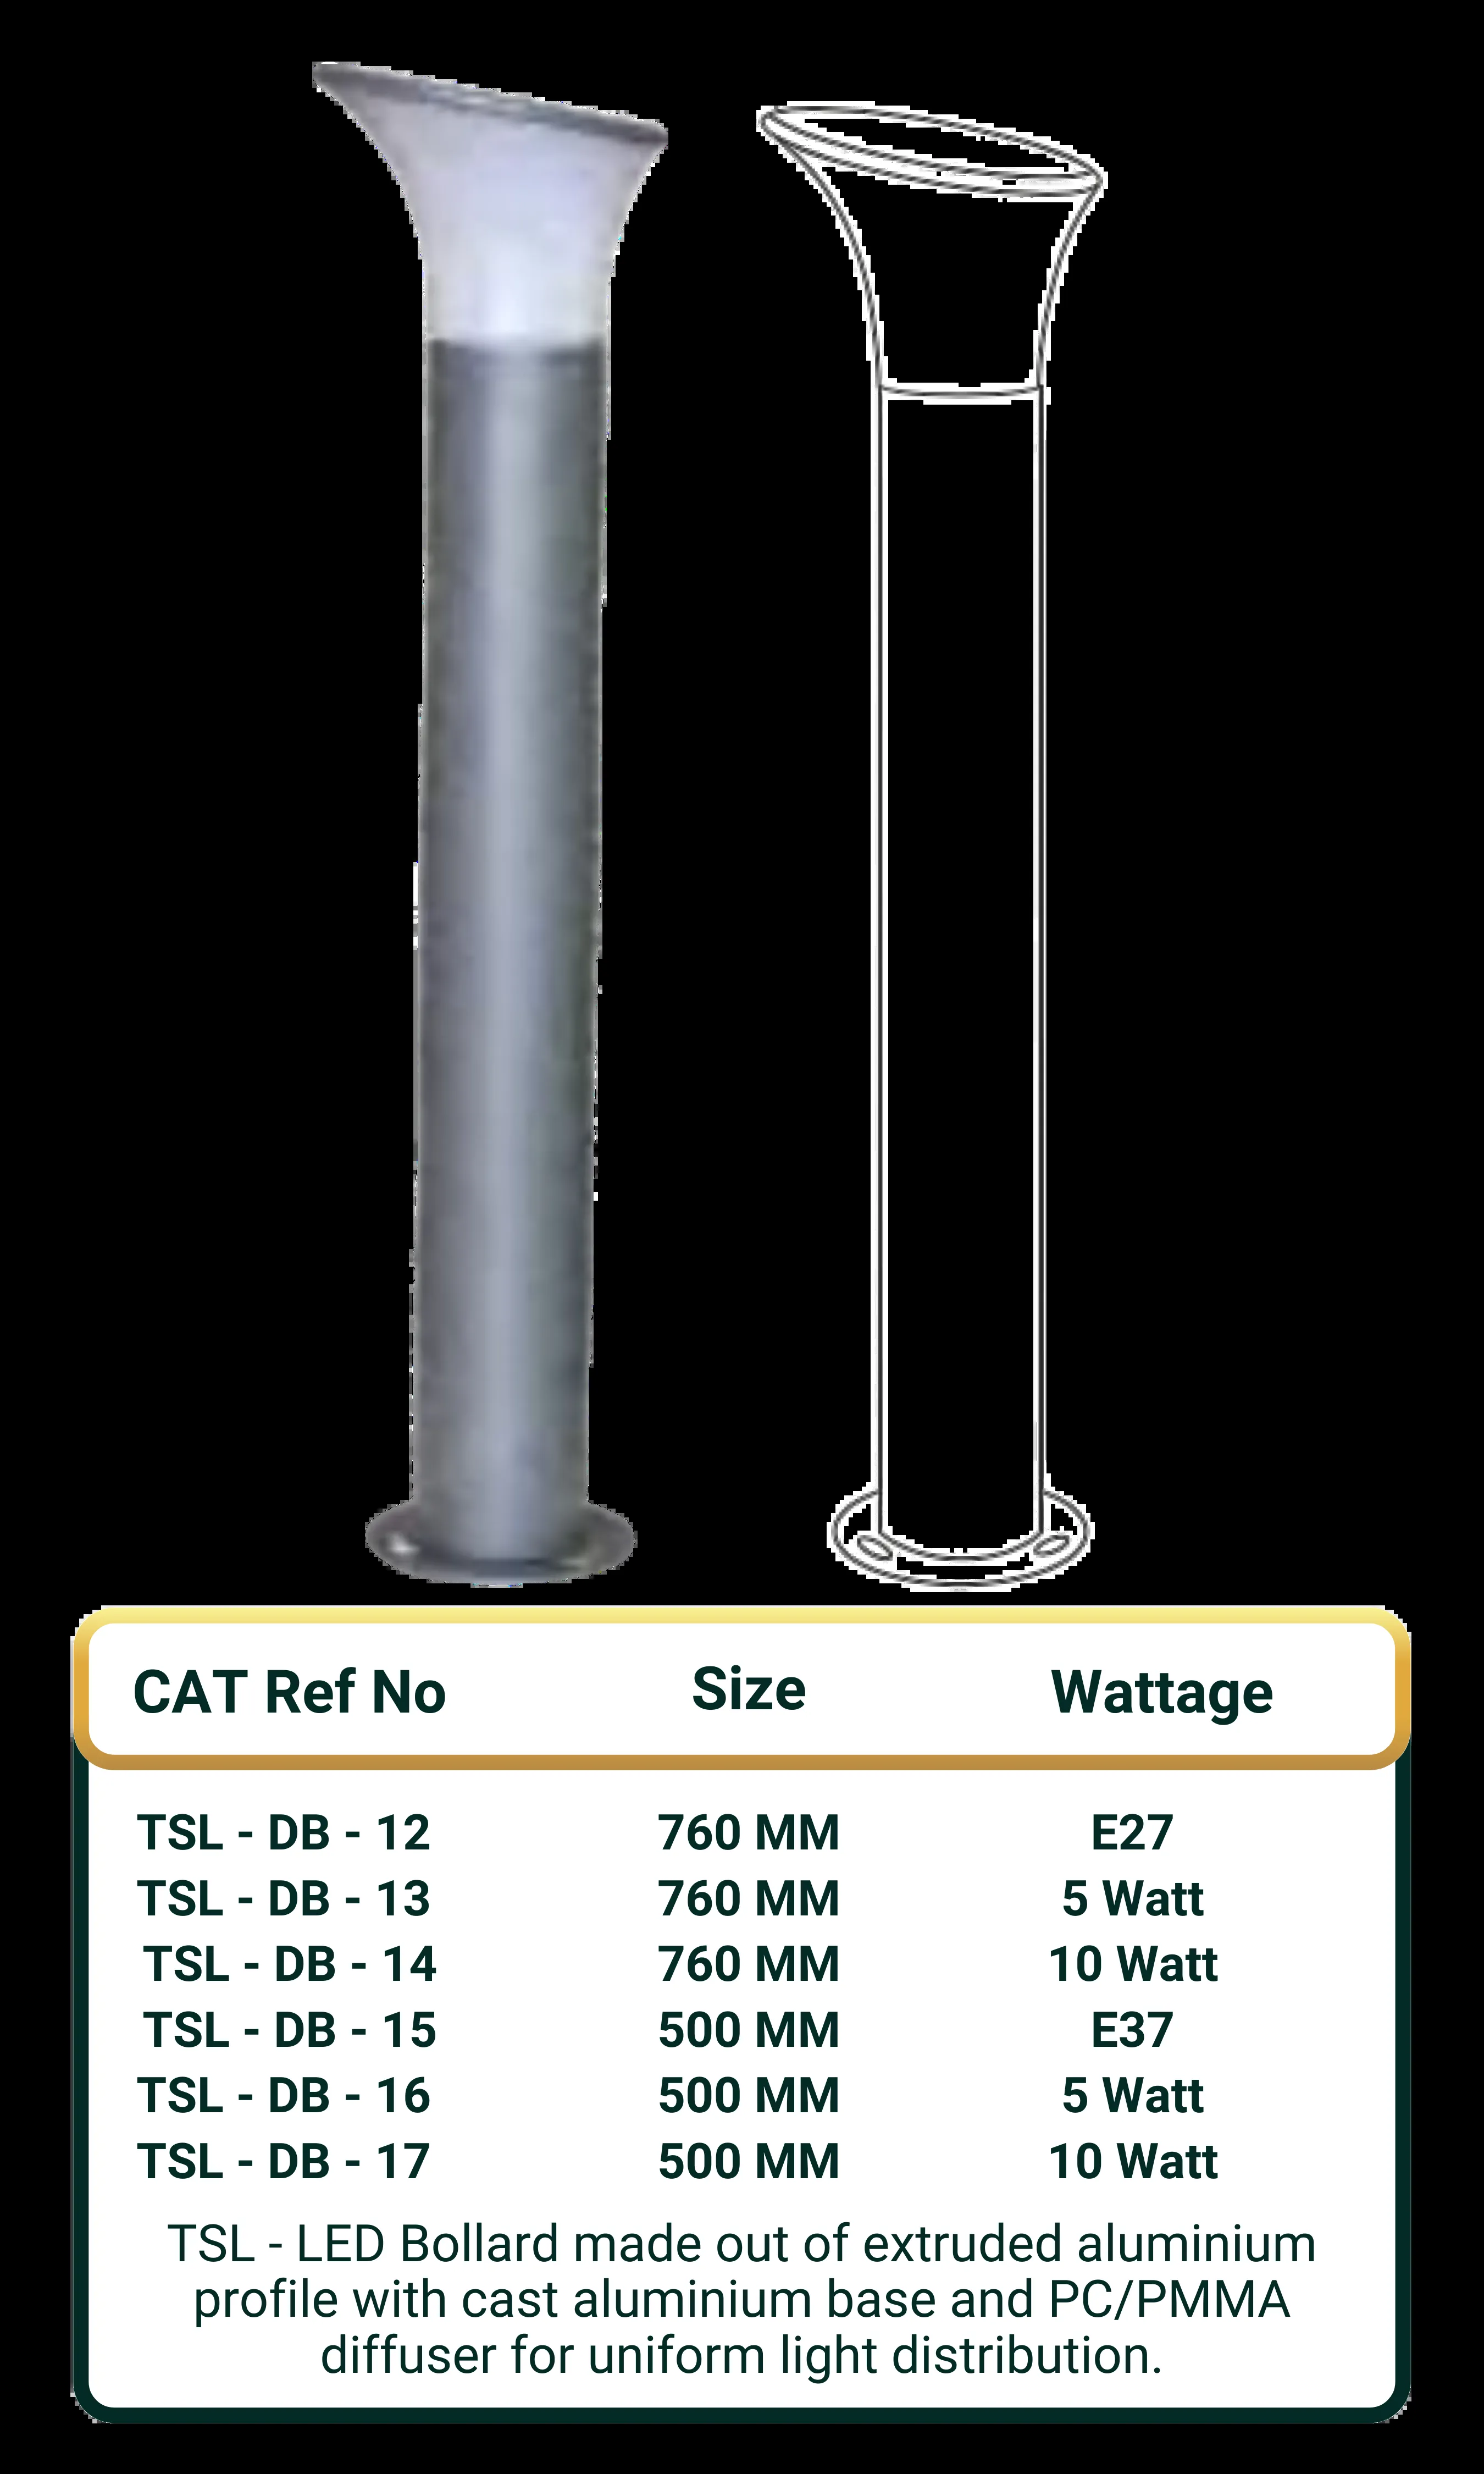 CAT Ref No Size Wattage
TSL - DB - 12 760 MM E27
TSL - DB - 13 760 MM 5 Watt
TSL - DB - 14 760 MM 10 Watt
TSL - DB - 15 500 MM E37
TSL - DB - 16 500 MM 5 Watt
TSL - DB - 17 500 MM 10 Watt
TSL - LED Bollard made out of extruded aluminium
profile with cast aluminium base and PC/PMMA
diffuser for uniform light distribution.